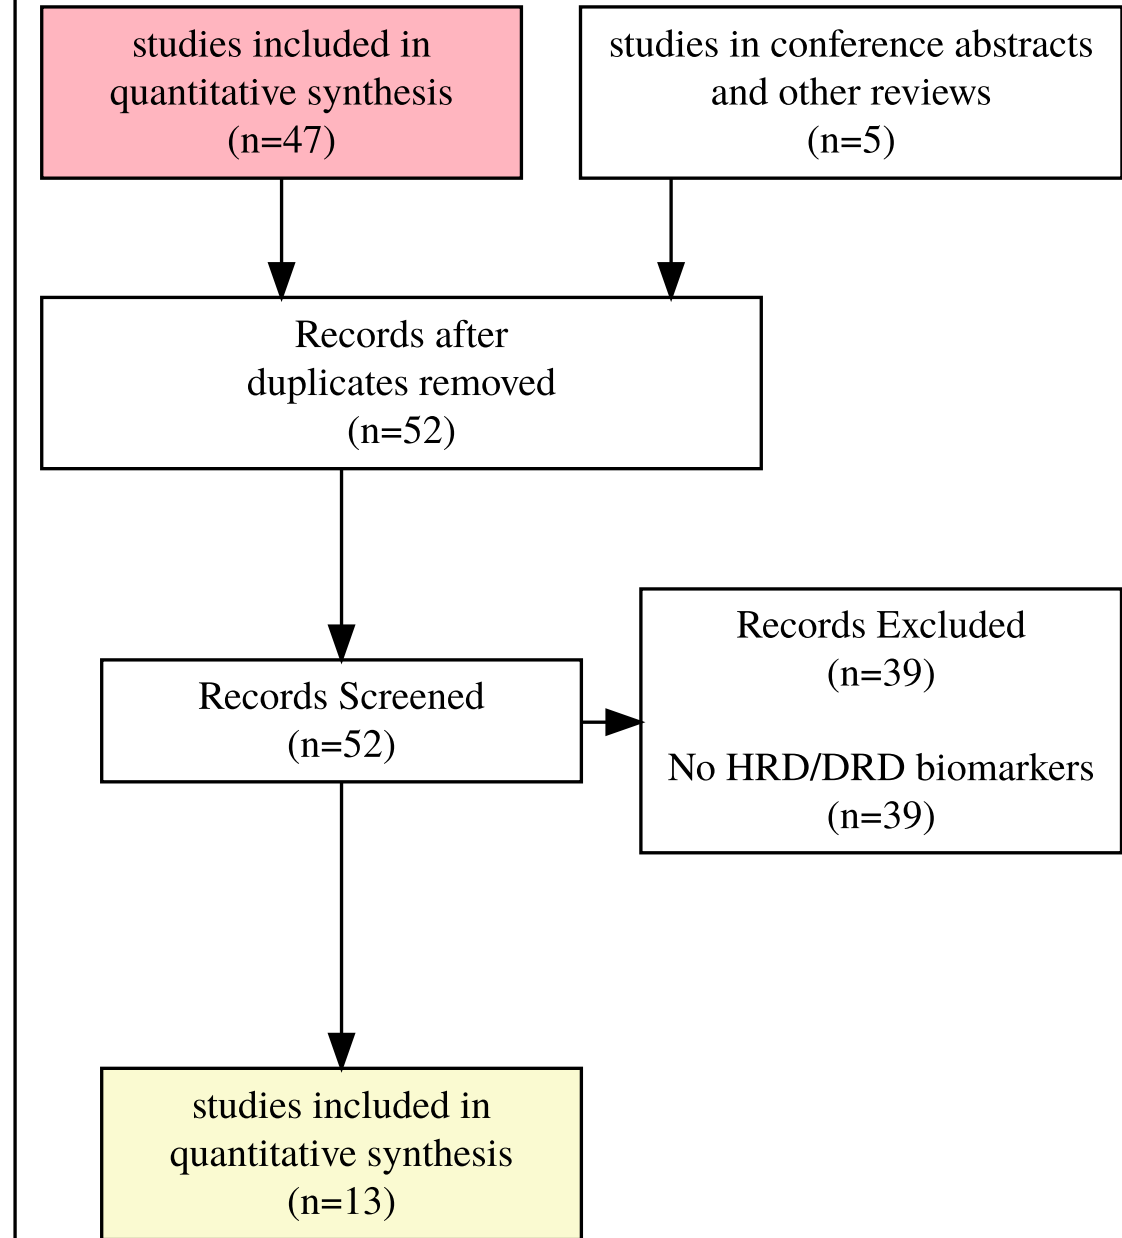 studies included in
quantitative synthesis
(n=47)
studies in conference abstracts
and other reviews
(n=5)
Records after
duplicates removed
(n=52)
Records Screened
(n=52)
Records Excluded
(n=39)
No HRD/DRD biomarkers
(n=39)
studies included in
quantitative synthesis
(n=13)